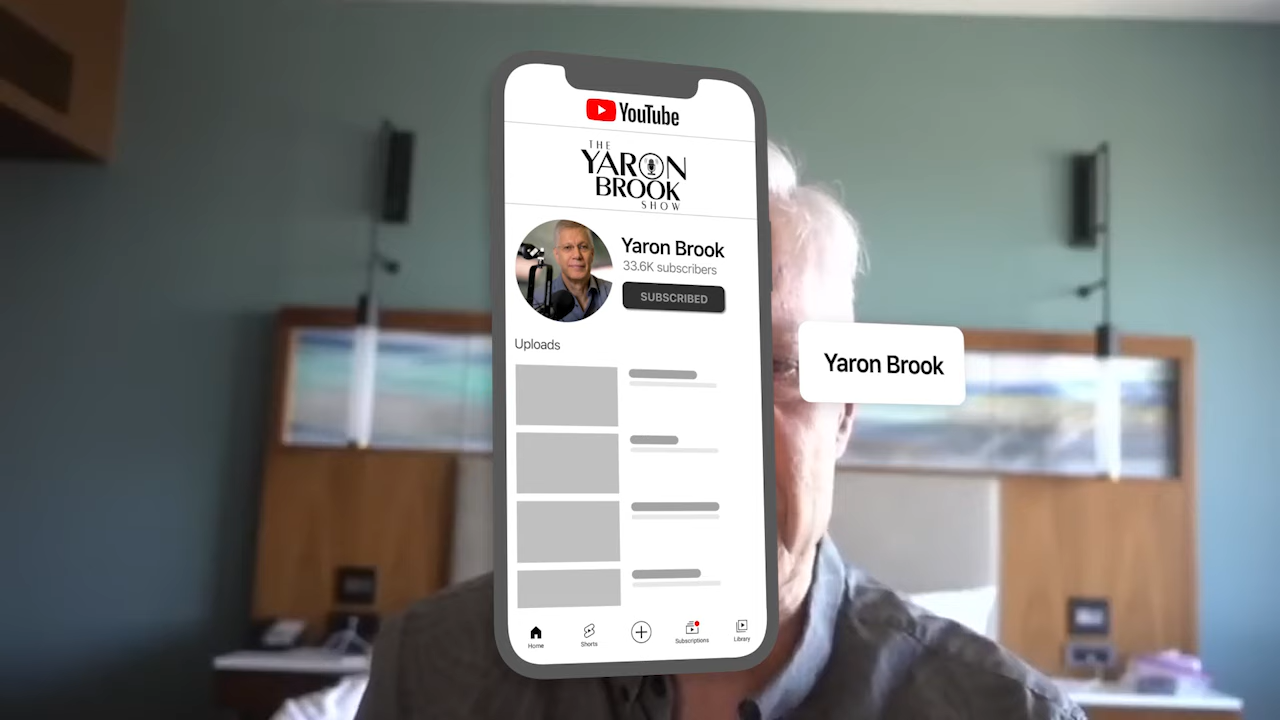 YouTube
THE
YARON
BROOK
SHOW
Yaron Brook
33.6K subscribers
SUBSCRIBED
Uploads
Home
Shorts
Subscriptions
Library
Yaron Brook